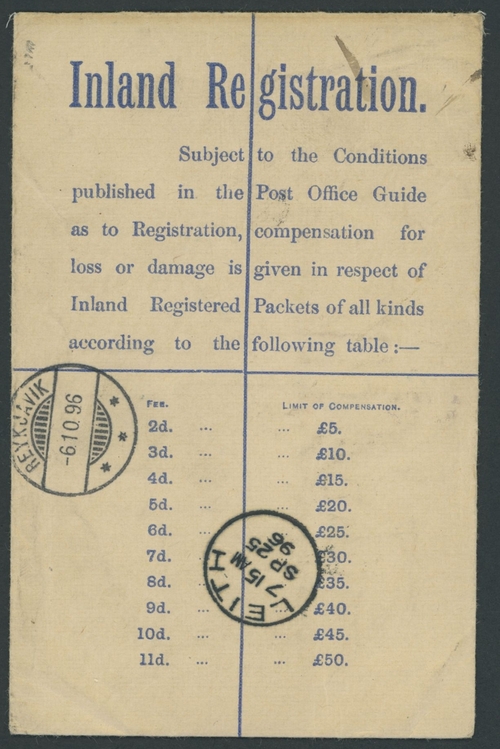 Inland Registration.
Subject to the Conditions
published in the Post Office Guide
as to Registration, compensation for
loss or damage is given in respect of
Inland Registered Packets of all kinds
according to the following table :—
FEE. LIMIT OF COMPENSATION.
2d. ... ... £5.
3d. ... ... £10.
4d. ... ... £15.
5d. ... £20.
6d. ... £25.
7d. £30.
8d. £35.
9d. £40.
10d. ... ... £45.
11d. ... ... £50.
REYKJAVIK
-6.10.96
* * *
LEITH
7 15 AM
SP 25
96